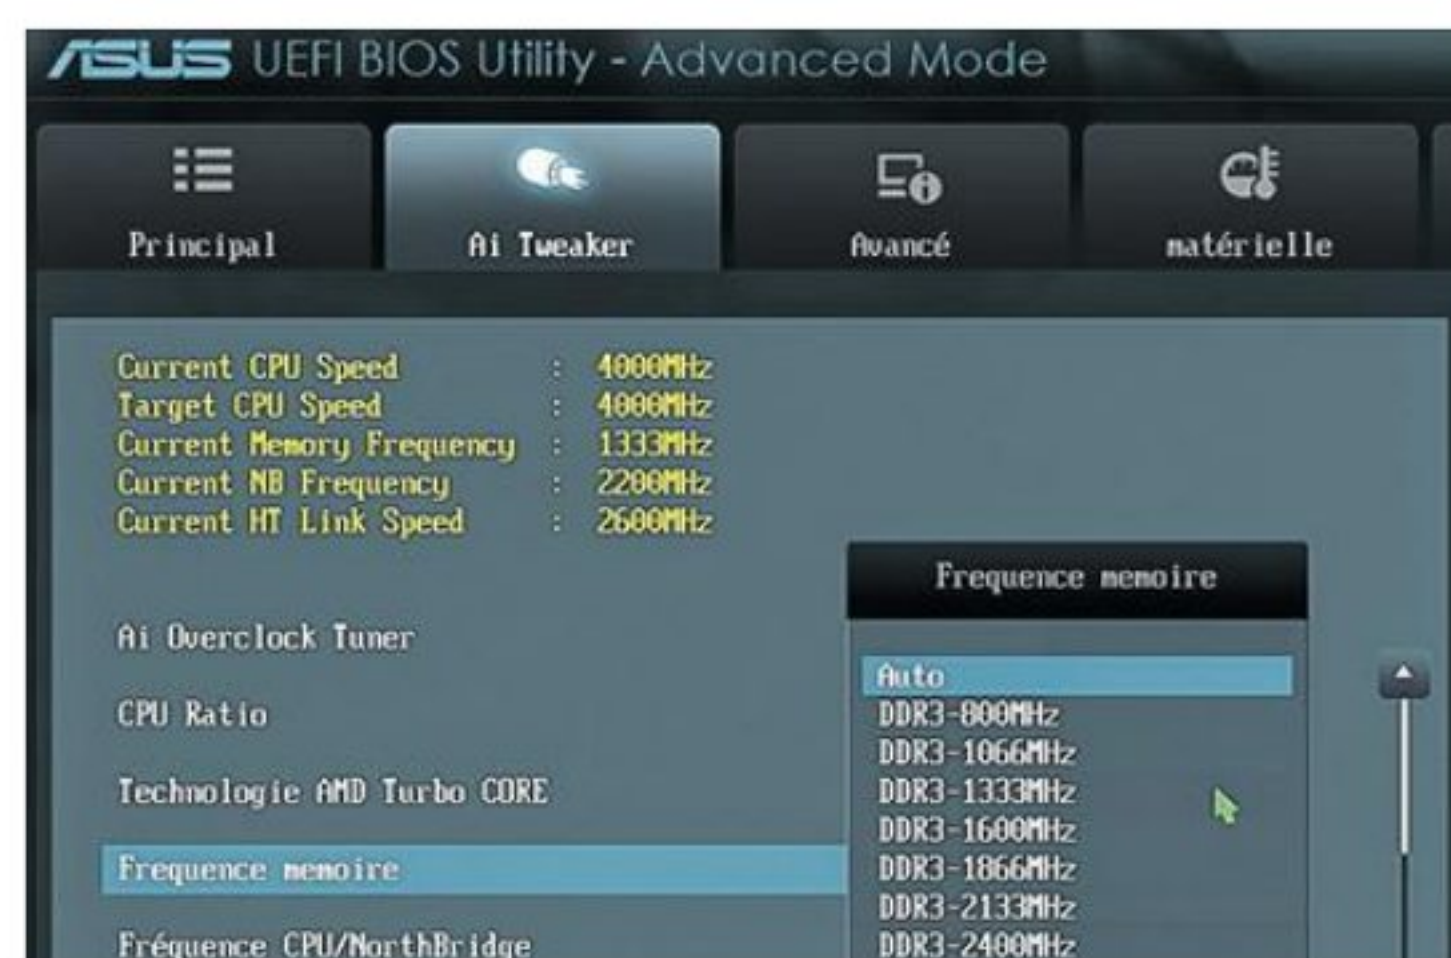 ASUS UEFI BIOS Utility - Advanced Mode
Principal
Ai Tweaker
Avancé
matérielle
Current CPU Speed : 4000MHz
Target CPU Speed : 4000MHz
Current Memory Frequency : 1333MHz
Current NB Frequency : 2200MHz
Current HT Link Speed : 2600MHz
Ai Overclock Tuner
CPU Ratio
Technologie AMD Turbo CORE
Frequence memoire
Fréquence CPU/NorthBridge
Frequence memoire
Auto
DDR3-800MHz
DDR3-1066MHz
DDR3-1333MHz
DDR3-1600MHz
DDR3-1866MHz
DDR3-2133MHz
DDR3-2400MHz